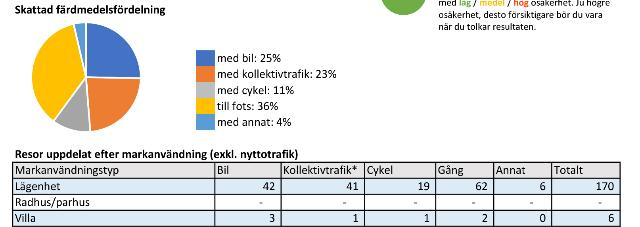 med låg / medel / hög osäkerhet. Ju högre
osäkerhet, desto försiktigare bör du vara
när du tolkar resultaten.
Skattad färdmedelsfördelning
med bil: 25%
med kollektivtrafik: 23%
med cykel: 11%
till fots: 36%
med annat: 4%
Resor uppdelat efter markanvändning (exkl. nyttotrafik)
Markanvändningstyp Bil Kollektivtrafik* Cykel Gång Annat Totalt
Lägenhet 42 41 19 62 6 170
Radhus/parhus - - - - - -
Villa 3 1 1 2 0 6